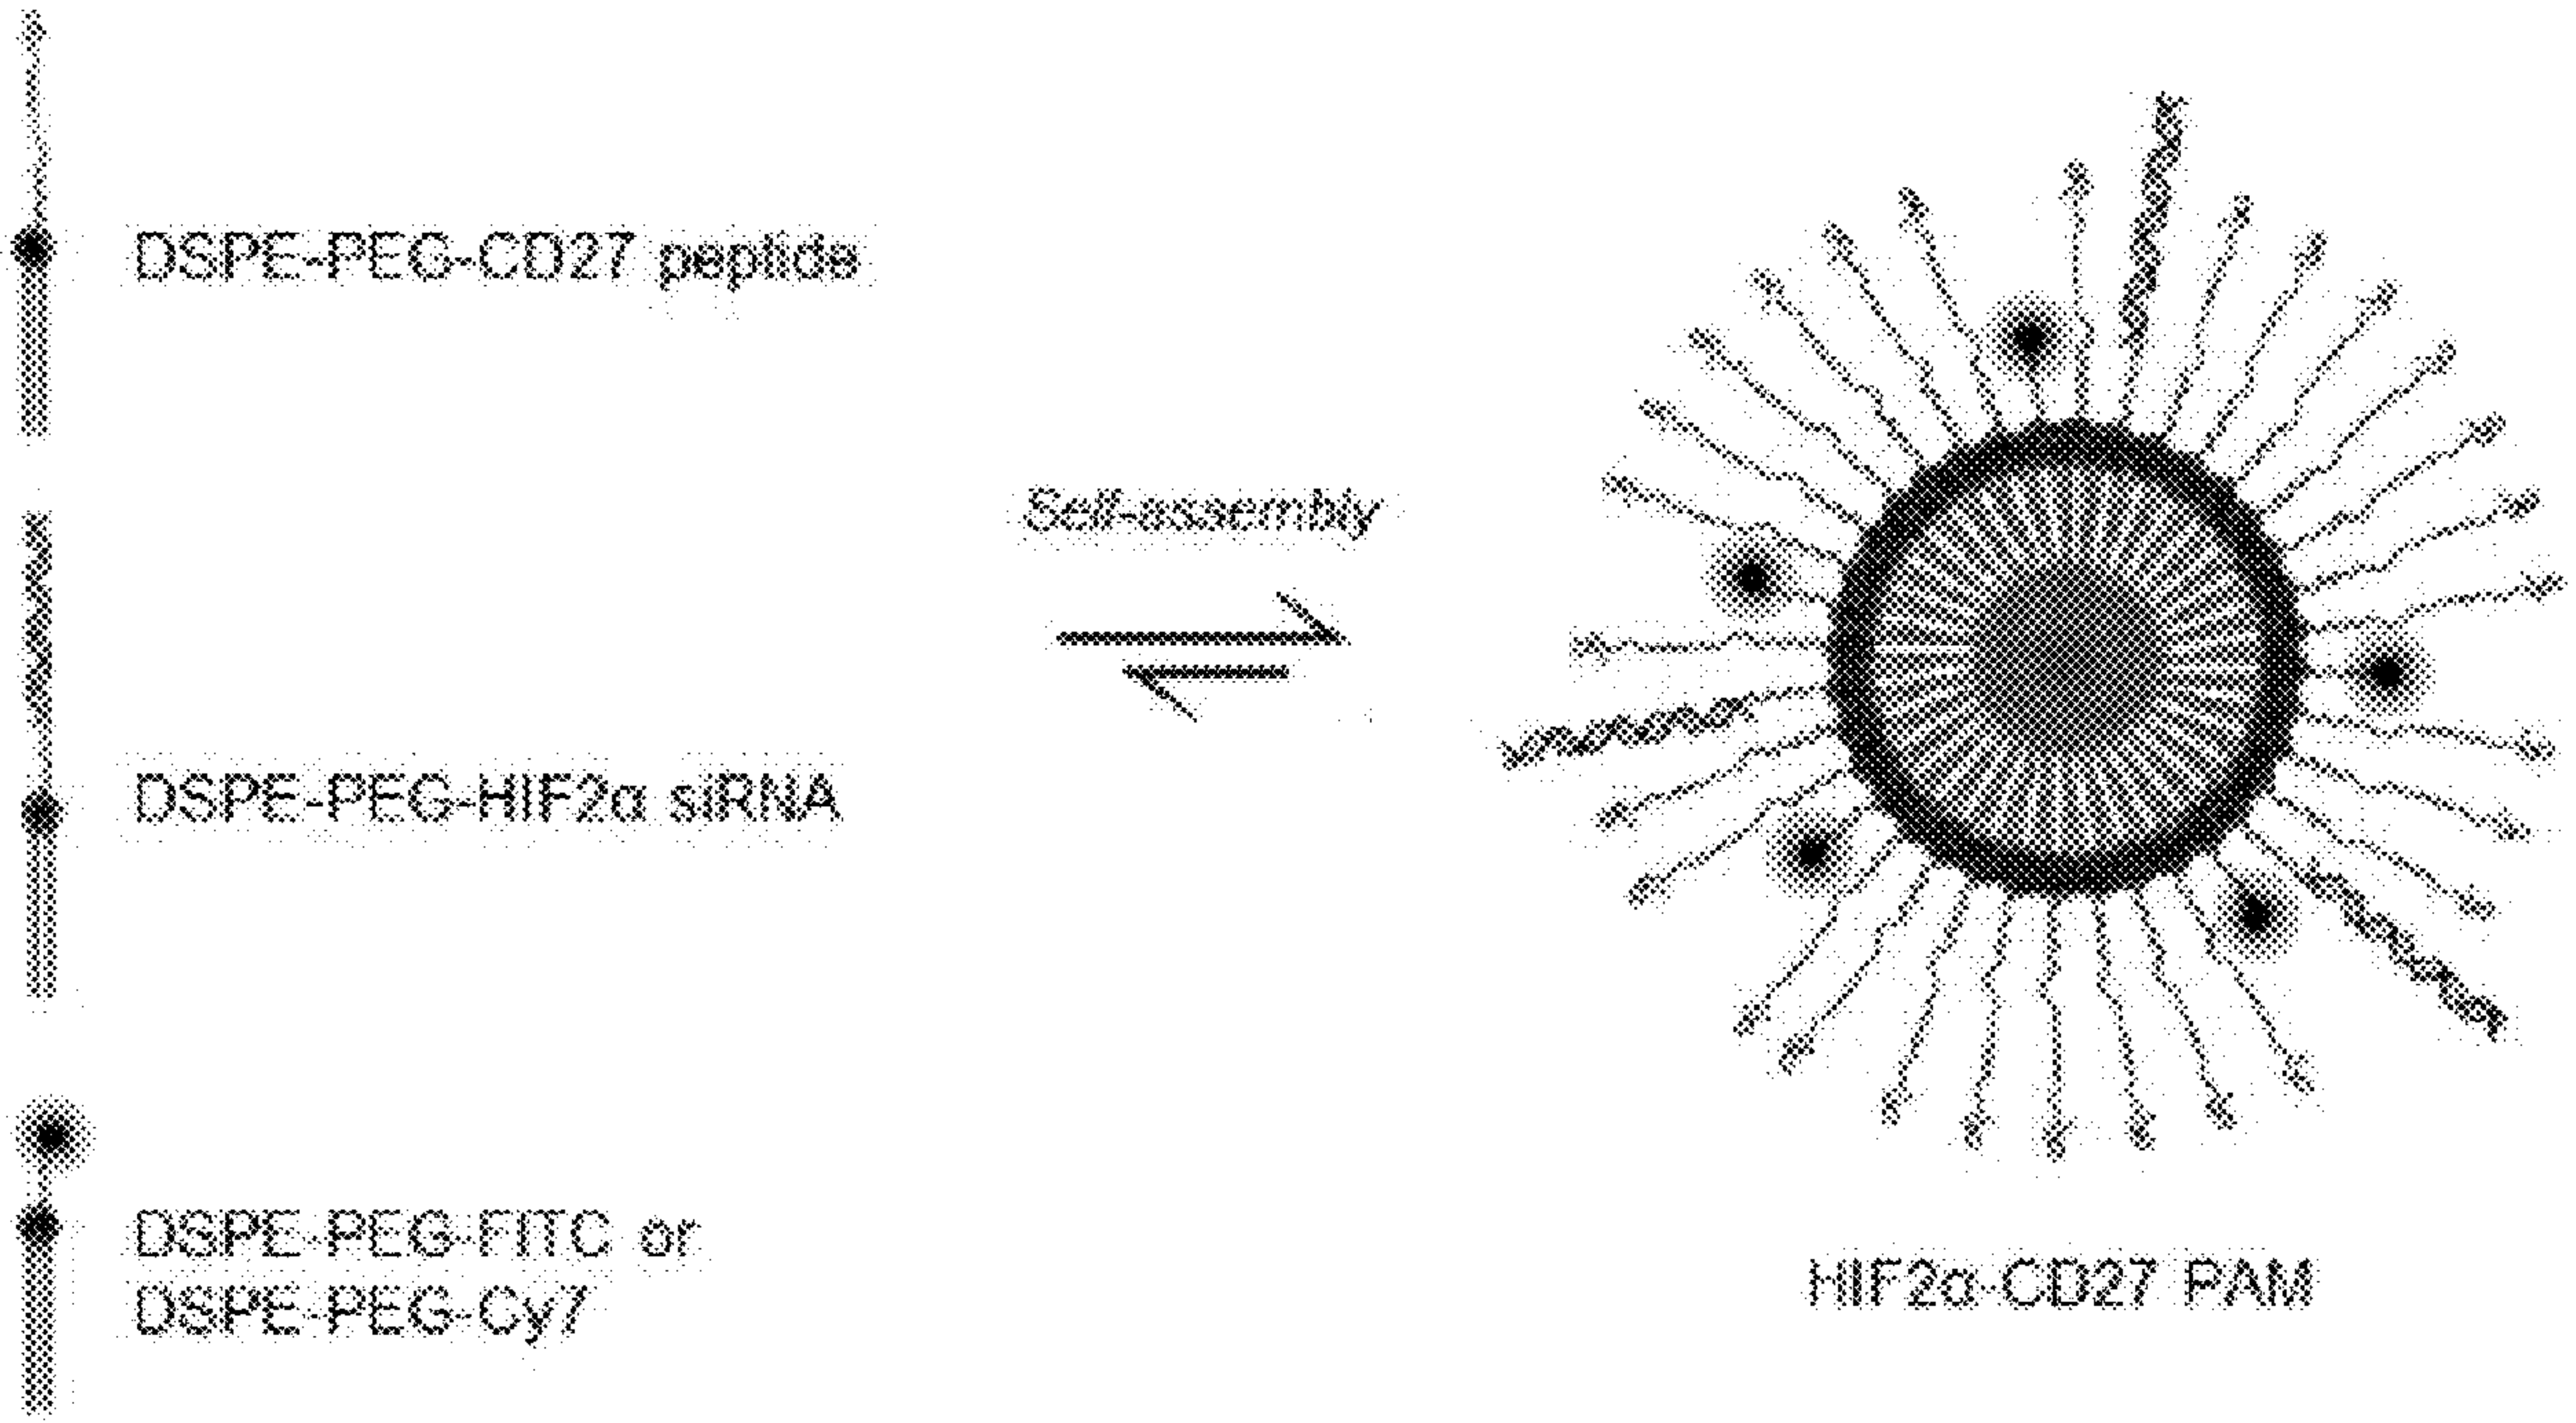 DSPE-PEG-CD27 peptide
Self-assembly
DSPE-PEG-HIF2α siRNA
DSPE-PEG-FITC or
DSPE-PEG-Cy7
HIF2α-CD27 PAM